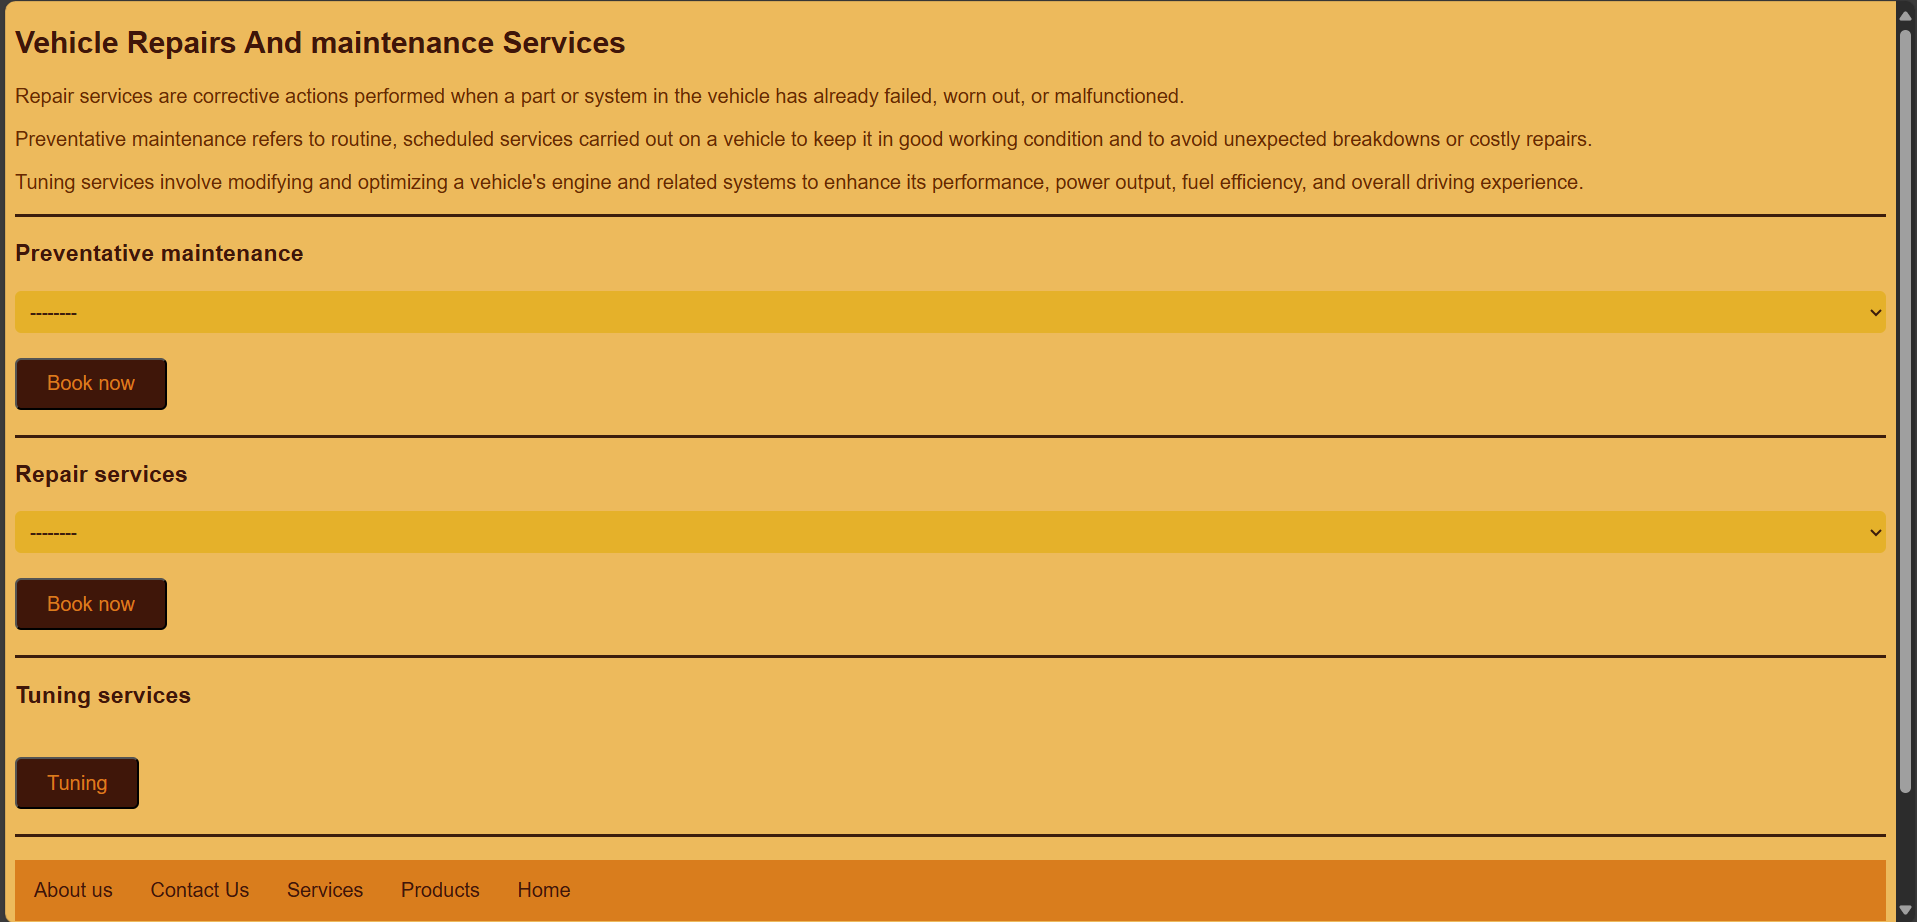 Vehicle Repairs And maintenance Services
Repair services are corrective actions performed when a part or system in the vehicle has already failed, worn out, or malfunctioned.
Preventative maintenance refers to routine, scheduled services carried out on a vehicle to keep it in good working condition and to avoid unexpected breakdowns or costly repairs.
Tuning services involve modifying and optimizing a vehicle's engine and related systems to enhance its performance, power output, fuel efficiency, and overall driving experience.
Preventative maintenance
--------
Book now
Repair services
--------
Book now
Tuning services
Tuning
About us Contact Us Services Products Home